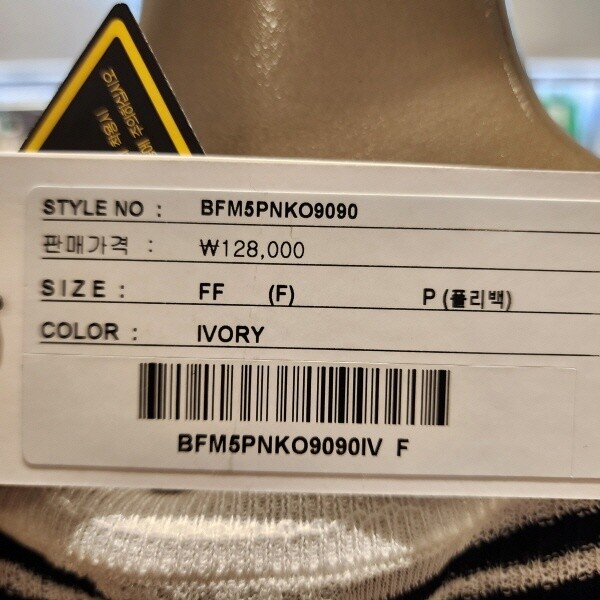 STYLE NO : BFM5PNKO9090
판매가격 : ₩128,000
SIZE : FF (F) P (폴리백)
COLOR : IVORY
BFM5PNKO9090IV F